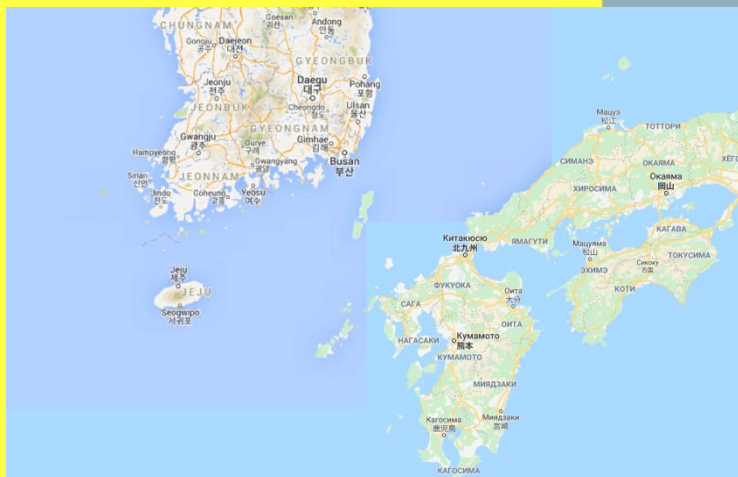 CHUNGNAM
Goesan
괴산
Andong
안동
Gongju
공주
Daejeon
대전
GYEONGBUK
Jeonju
전주
Daegu
대구
Pohang
포항
JEONBUK
Cheongdo
청도
Ulsan
울산
GYEONGNAM
Gwangju
광주
Gurye
구례
Gimhae
김해
Hampyeong
함평
Gwangyang
광양
Busan
부산
Sinan
신안
JEONNAM
Jindo
진도
Goheung
고흥
Yeosu
여수
Jeju
제주
JEJU
Seogwipo
서귀포
Мацуэ
松江
ТОТТОРИ
СИМАНЭ
ОКАЯМА
ХЁГО
Окаяма
岡山
ХИРОСИМА
КАГАВА
Китакюсю
北九州
ЯМАГУТИ
Мацуяма
松山
ТОКУСИМА
Сикоку
四国
ЭХИМЭ
КОТИ
ФУКУОКА
САГА
Оита
大分
ОИТА
НАГАСАКИ
Кумамото
熊本
КУМАМОТО
МИЯДЗАКИ
Кагосима
鹿児島
Миядзаки
宮崎
КАГОСИМА